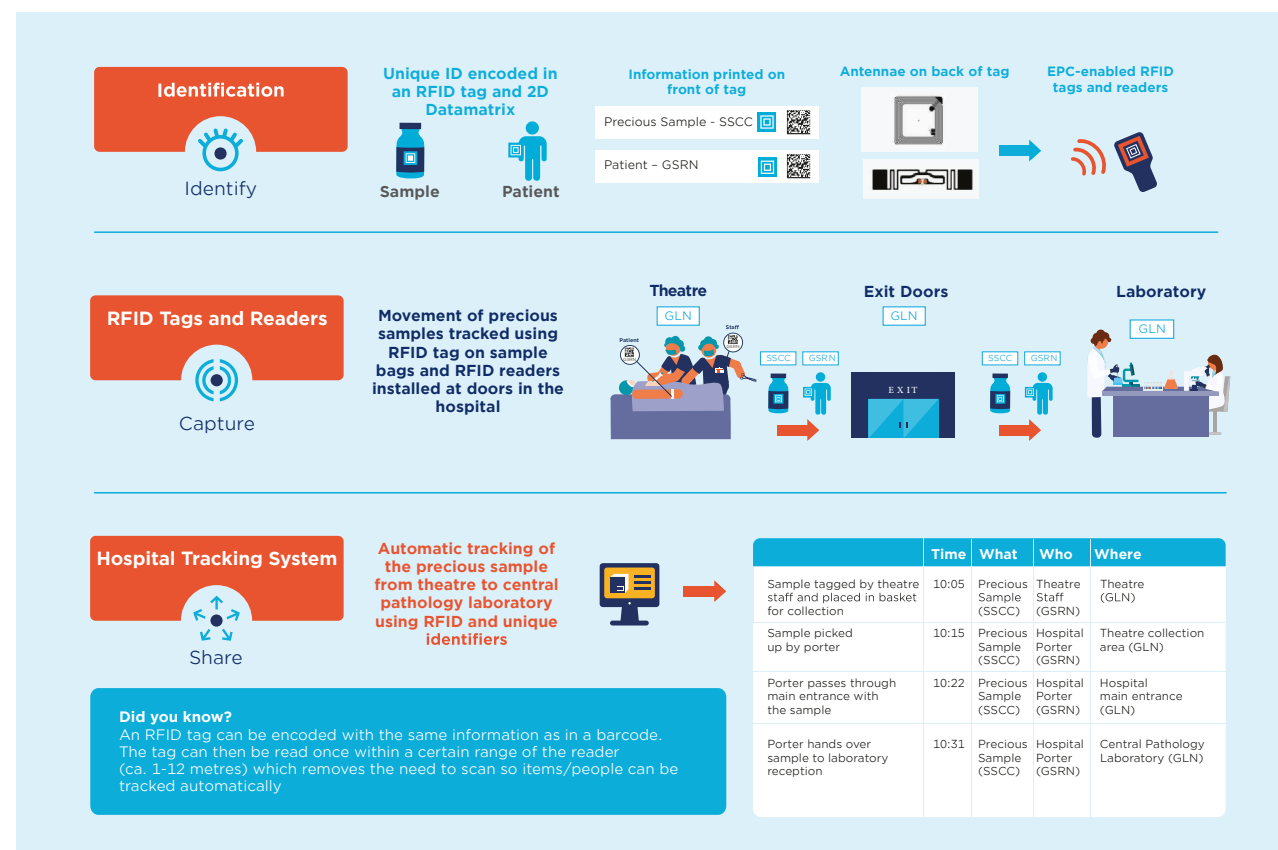 Identification
Identify
Unique ID encoded in
an RFID tag and 2D
Datamatrix
Sample
Patient
Information printed on
front of tag
Precious Sample - SSCC
Patient – GSRN
Antennae on back of tag
EPC-enabled RFID
tags and readers
RFID Tags and Readers
Capture
Movement of precious
samples tracked using
RFID tag on sample
bags and RFID readers
installed at doors in the
hospital
Theatre
GLN
Patient
GSRN
Staff
GSRN
SSCC
GSRN
Exit Doors
GLN
EXIT
SSCC
GSRN
Laboratory
GLN
Hospital Tracking System
Share
Automatic tracking of
the precious sample
from theatre to central
pathology laboratory
using RFID and unique
identifiers
Time What Who Where
Sample tagged by theatre
staff and placed in basket
for collection
10:05
Precious
Sample
(SSCC)
Theatre
Staff
(GSRN)
Theatre
(GLN)
Sample picked
up by porter
10:15
Precious
Sample
(SSCC)
Hospital
Porter
(GSRN)
Theatre collection
area (GLN)
Porter passes through
main entrance with
the sample
10:22
Precious
Sample
(SSCC)
Hospital
Porter
(GSRN)
Hospital
main entrance
(GLN)
Porter hands over
sample to laboratory
reception
10:31
Precious
Sample
(SSCC)
Hospital
Porter
(GSRN)
Central Pathology
Laboratory (GLN)
Did you know?
An RFID tag can be encoded with the same information as in a barcode.
The tag can then be read once within a certain range of the reader
(ca. 1-12 metres) which removes the need to scan so items/people can be
tracked automatically